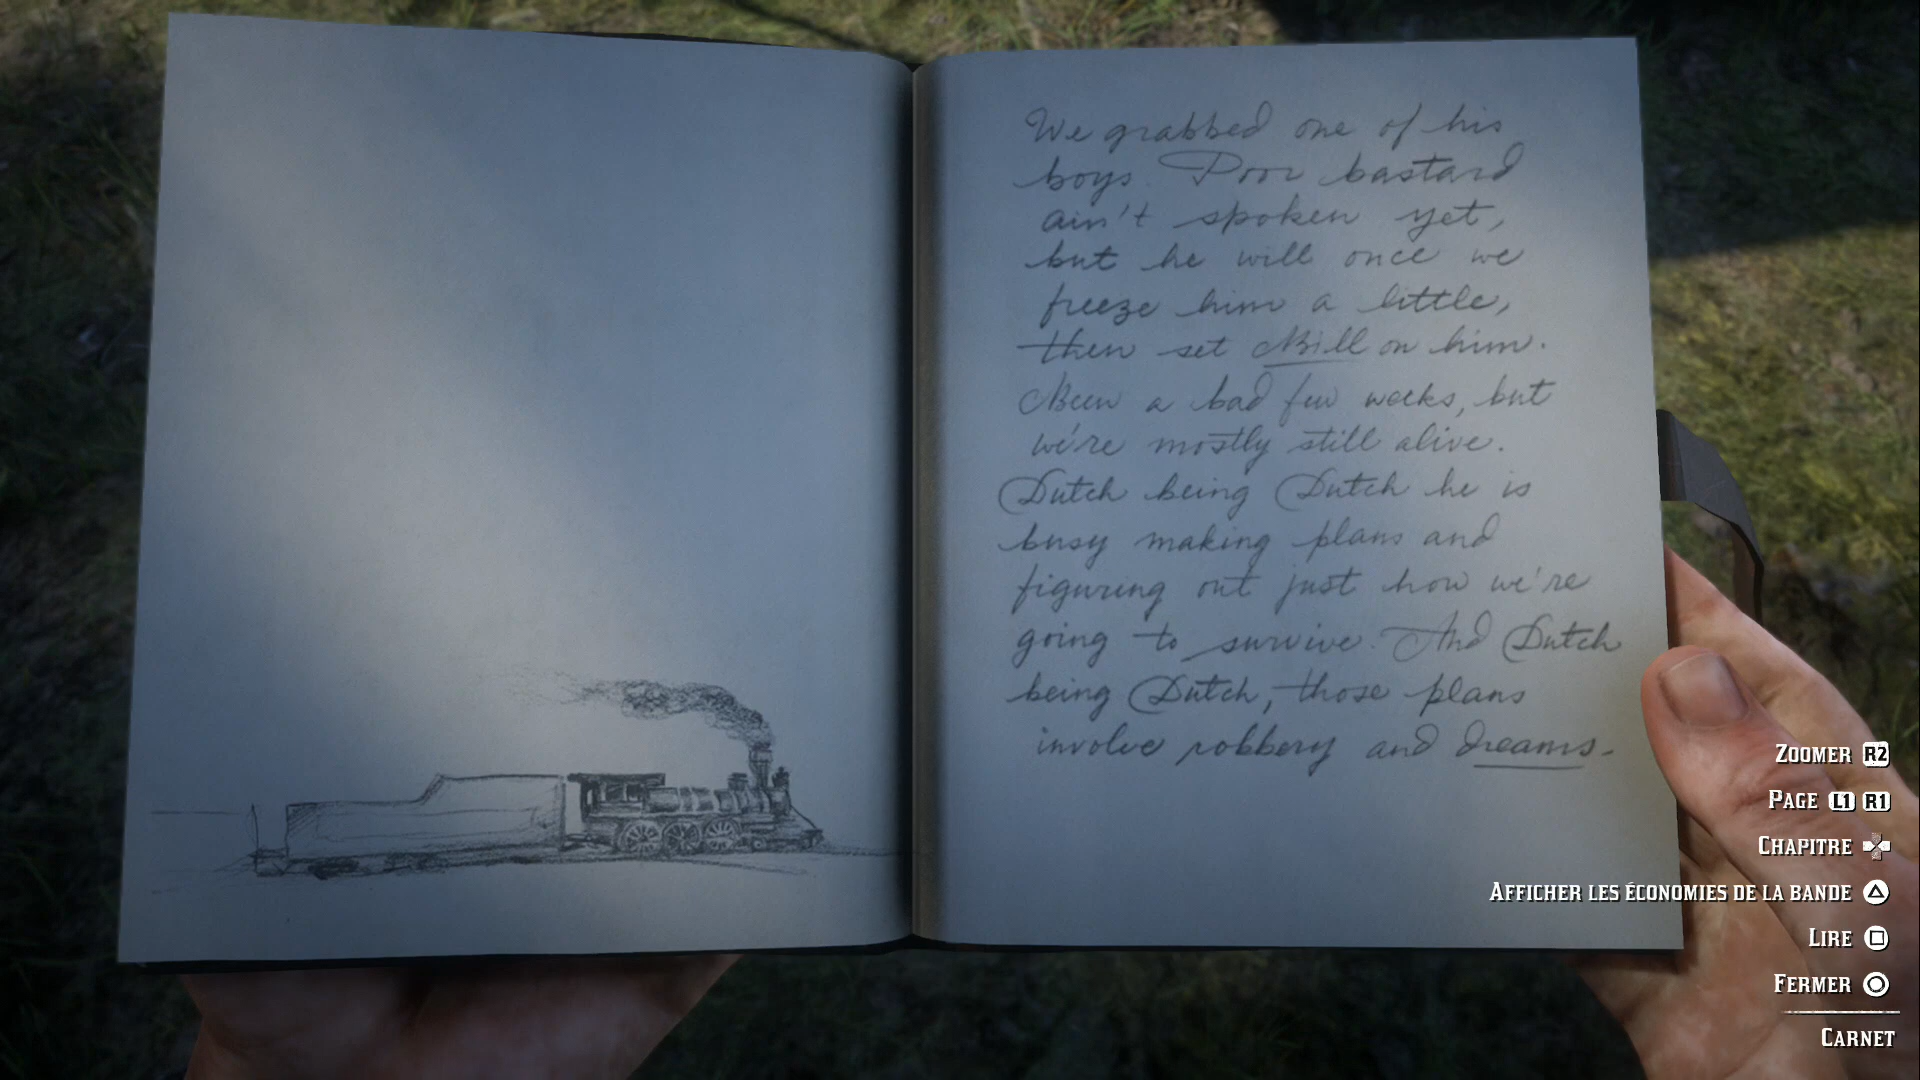 We grabbed one of his
boys. Poor bastard
ain't spoken yet,
but he will once we
freeze him a little,
then set Bill on him.
Been a bad few weeks, but
we're mostly still alive.
Dutch being Dutch he is
busy making plans and
figuring out just how we're
going to survive. And Dutch
being Dutch, those plans
involve robbery and dreams.
ZOOMER R2
PAGE L1 R1
CHAPITRE
AFFICHER LES ÉCONOMIES DE LA BANDE
LIRE
FERMER
CARNET